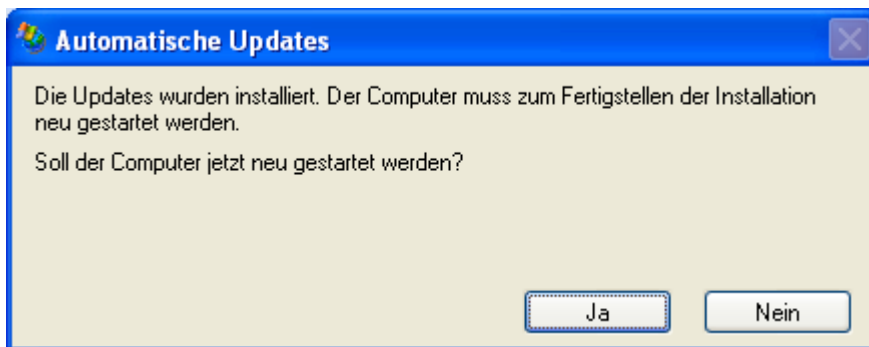 Automatische Updates
Die Updates wurden installiert. Der Computer muss zum Fertigstellen der Installation
neu gestartet werden.
Soll der Computer jetzt neu gestartet werden?
Ja
Nein